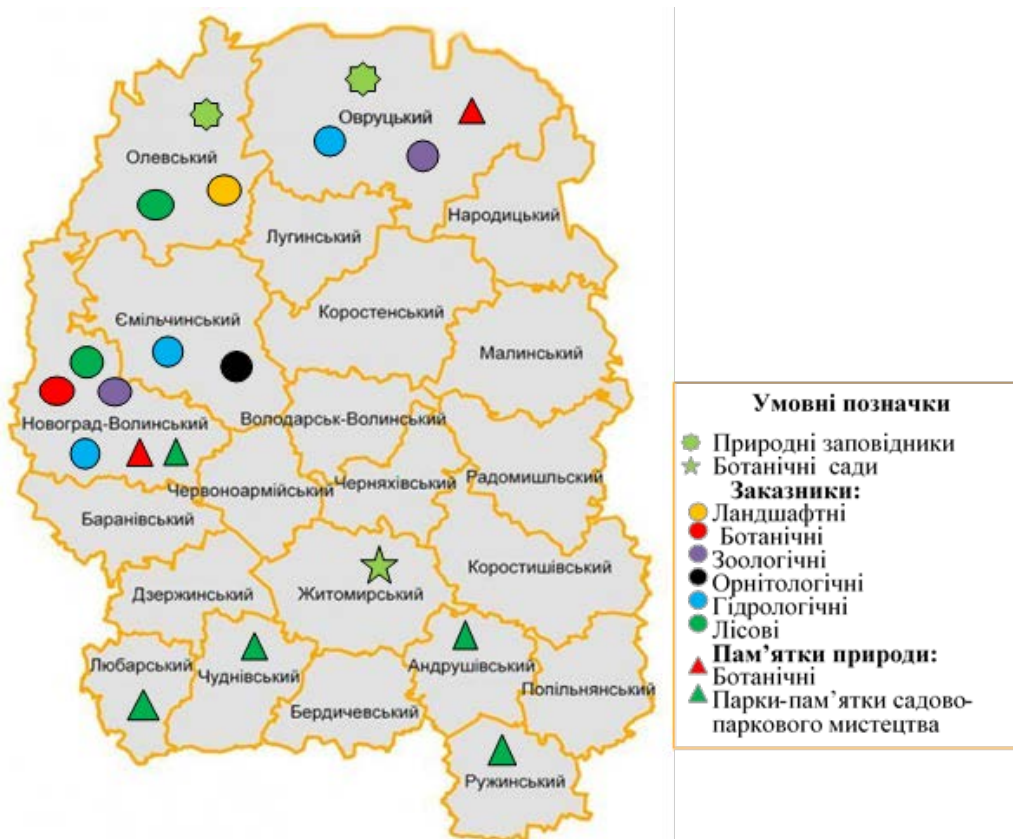 Овруцький
Олевський
Народицький
Лугинський
Коростенський
Ємільчинський
Малинський
Володарськ-Волинський
Новоград-Волинський
Радомишльский
Черняхівський
Червоноармійський
Баранівський
Коростишівський
Дзержинський
Житомирський
Любарський
Андрушівський
Чуднівський
Попільнянський
Бердичевський
Ружинський
Умовні позначки
Природні заповідники
Ботанічні сади
Заказники:
Ландшафтні
Ботанічні
Зоологічні
Орнітологічні
Гідрологічні
Лісові
Пам’ятки природи:
Ботанічні
Парки-пам’ятки садово-
паркового мистецтва